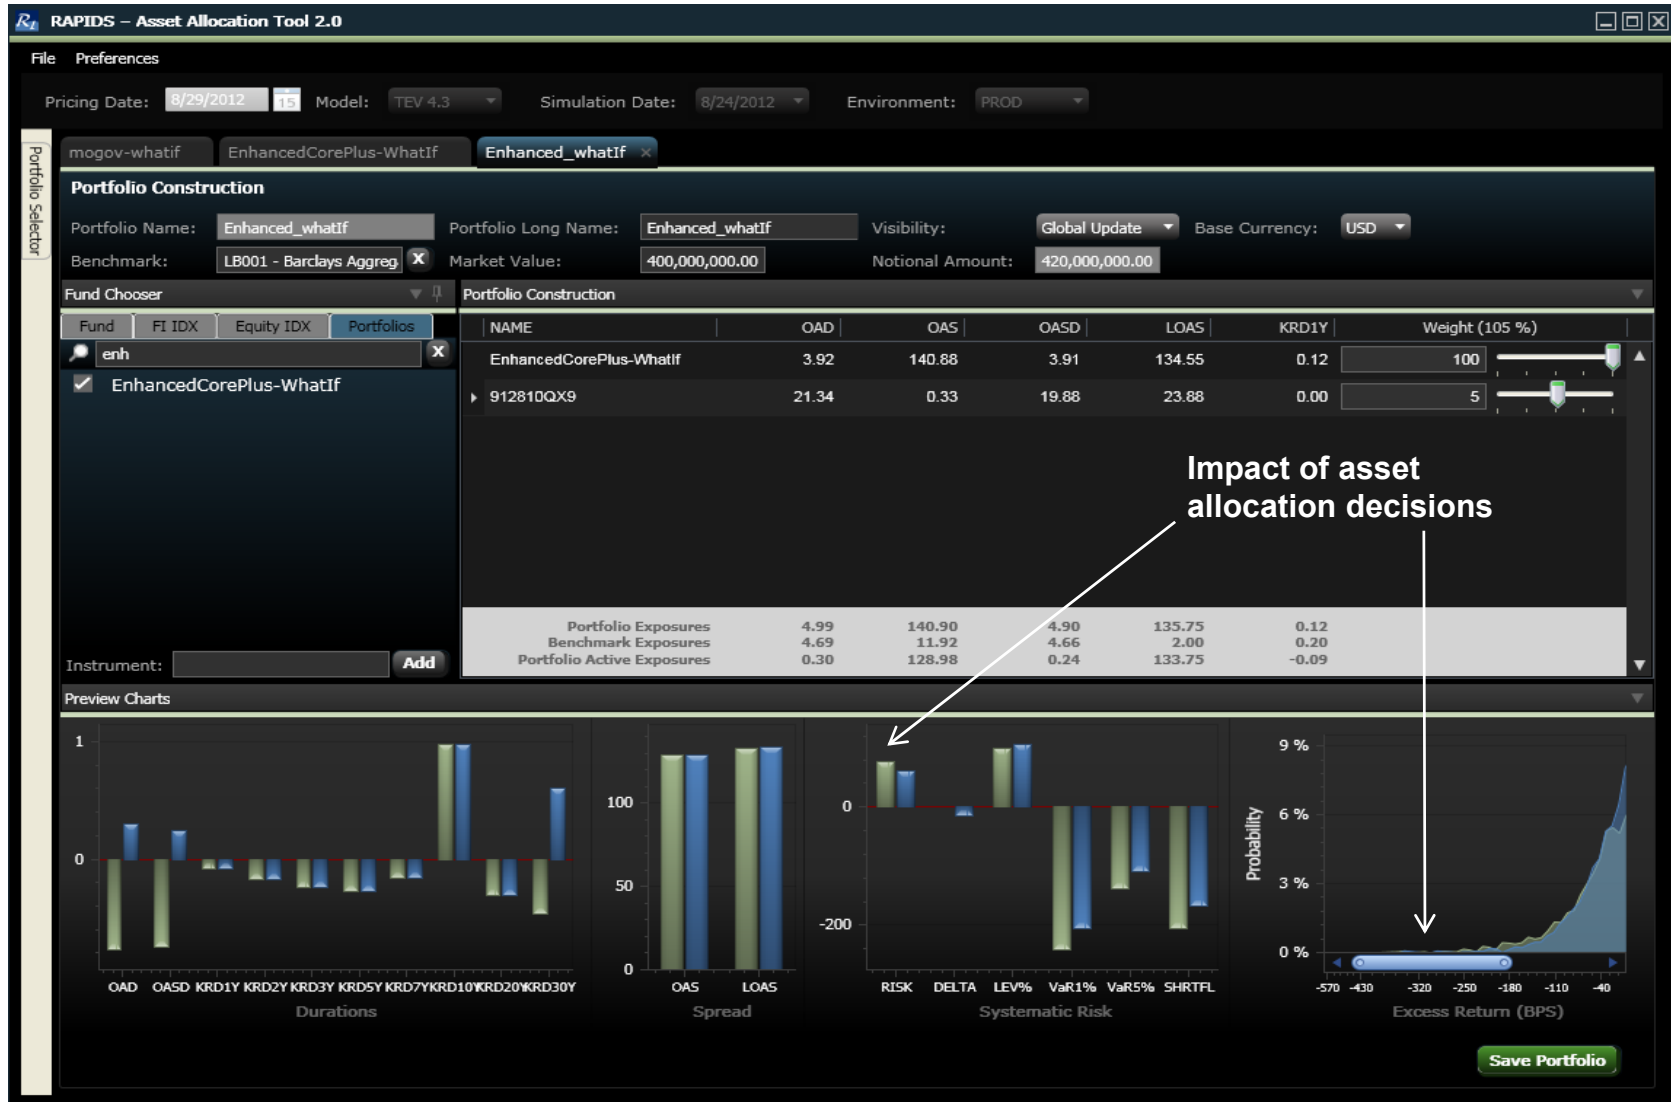 R1 RAPIDS – Asset Allocation Tool 2.0
File Preferences
Pricing Date: 8/29/2012 15 Model: TEV 4.3 Simulation Date: 8/24/2012 Environment: PROD
Portfolio Selector
mogov-whatif EnhancedCorePlus-WhatIf Enhanced_whatIf ×
Portfolio Construction
Portfolio Name: Enhanced_whatIf Portfolio Long Name: Enhanced_whatIf Visibility: Global Update Base Currency: USD
Benchmark: LB001 - Barclays Aggreg X Market Value: 400,000,000.00 Notional Amount: 420,000,000.00
Fund Chooser
Fund FI IDX Equity IDX Portfolios
enh X
EnhancedCorePlus-WhatIf
Instrument: Add
Portfolio Construction
NAME OAD OAS OASD LOAS KRD1Y Weight (105 %)
EnhancedCorePlus-WhatIf 3.92 140.88 3.91 134.55 0.12 100
912810QX9 21.34 0.33 19.88 23.88 0.00 5
Impact of asset
allocation decisions
Portfolio Exposures 4.99 140.90 4.90 135.75 0.12
Benchmark Exposures 4.69 11.92 4.66 2.00 0.20
Portfolio Active Exposures 0.30 128.98 0.24 133.75 -0.09
Preview Charts
1
0
OAD OASD KRD1Y KRD2Y KRD3Y KRD5Y KRD7Y KRD10Y KRD20Y KRD30Y
Durations
100
50
0
OAS LOAS
Spread
0
-200
RISK DELTA LEV% VaR1% VaR5% SHRTFL
Systematic Risk
Probability
9 %
6 %
3 %
0 %
-570 -430 -320 -250 -180 -110 -40
Excess Return (BPS)
Save Portfolio